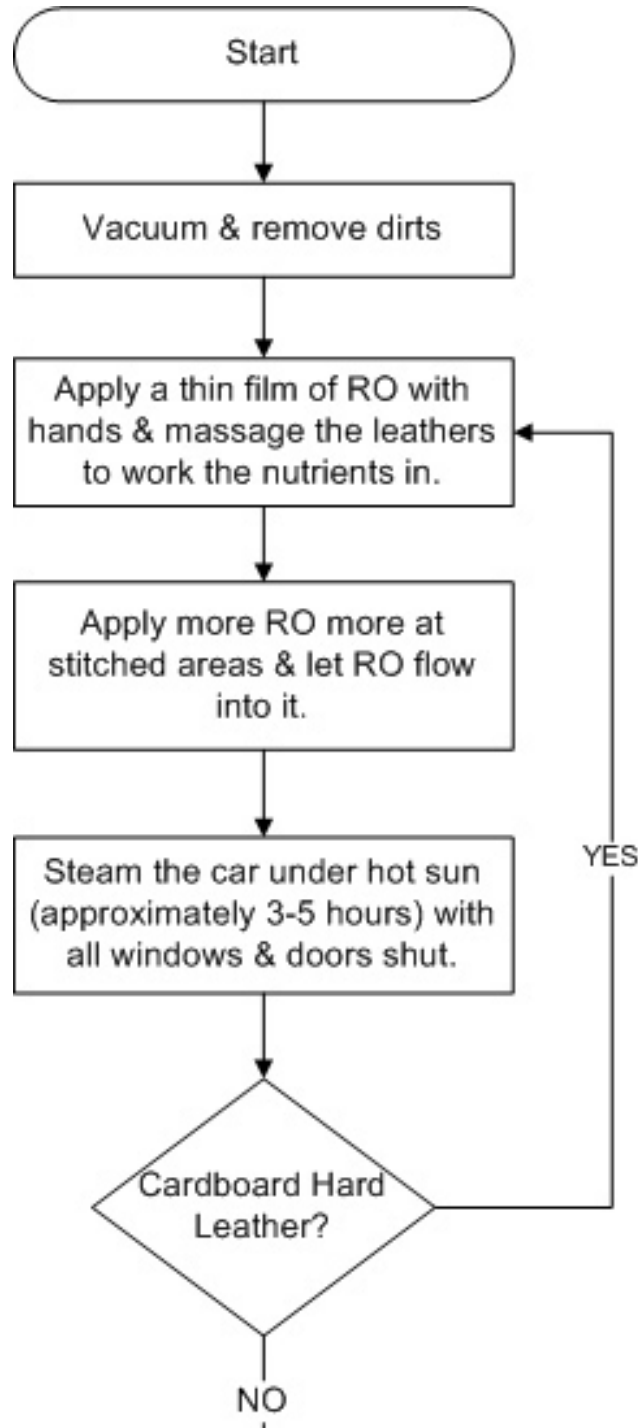 Start
Vacuum & remove dirts
Apply a thin film of RO with
hands & massage the leathers
to work the nutrients in.
Apply more RO more at
stitched areas & let RO flow
into it.
Steam the car under hot sun
(approximately 3-5 hours) with
all windows & doors shut.
YES
Cardboard Hard
Leather?
NO